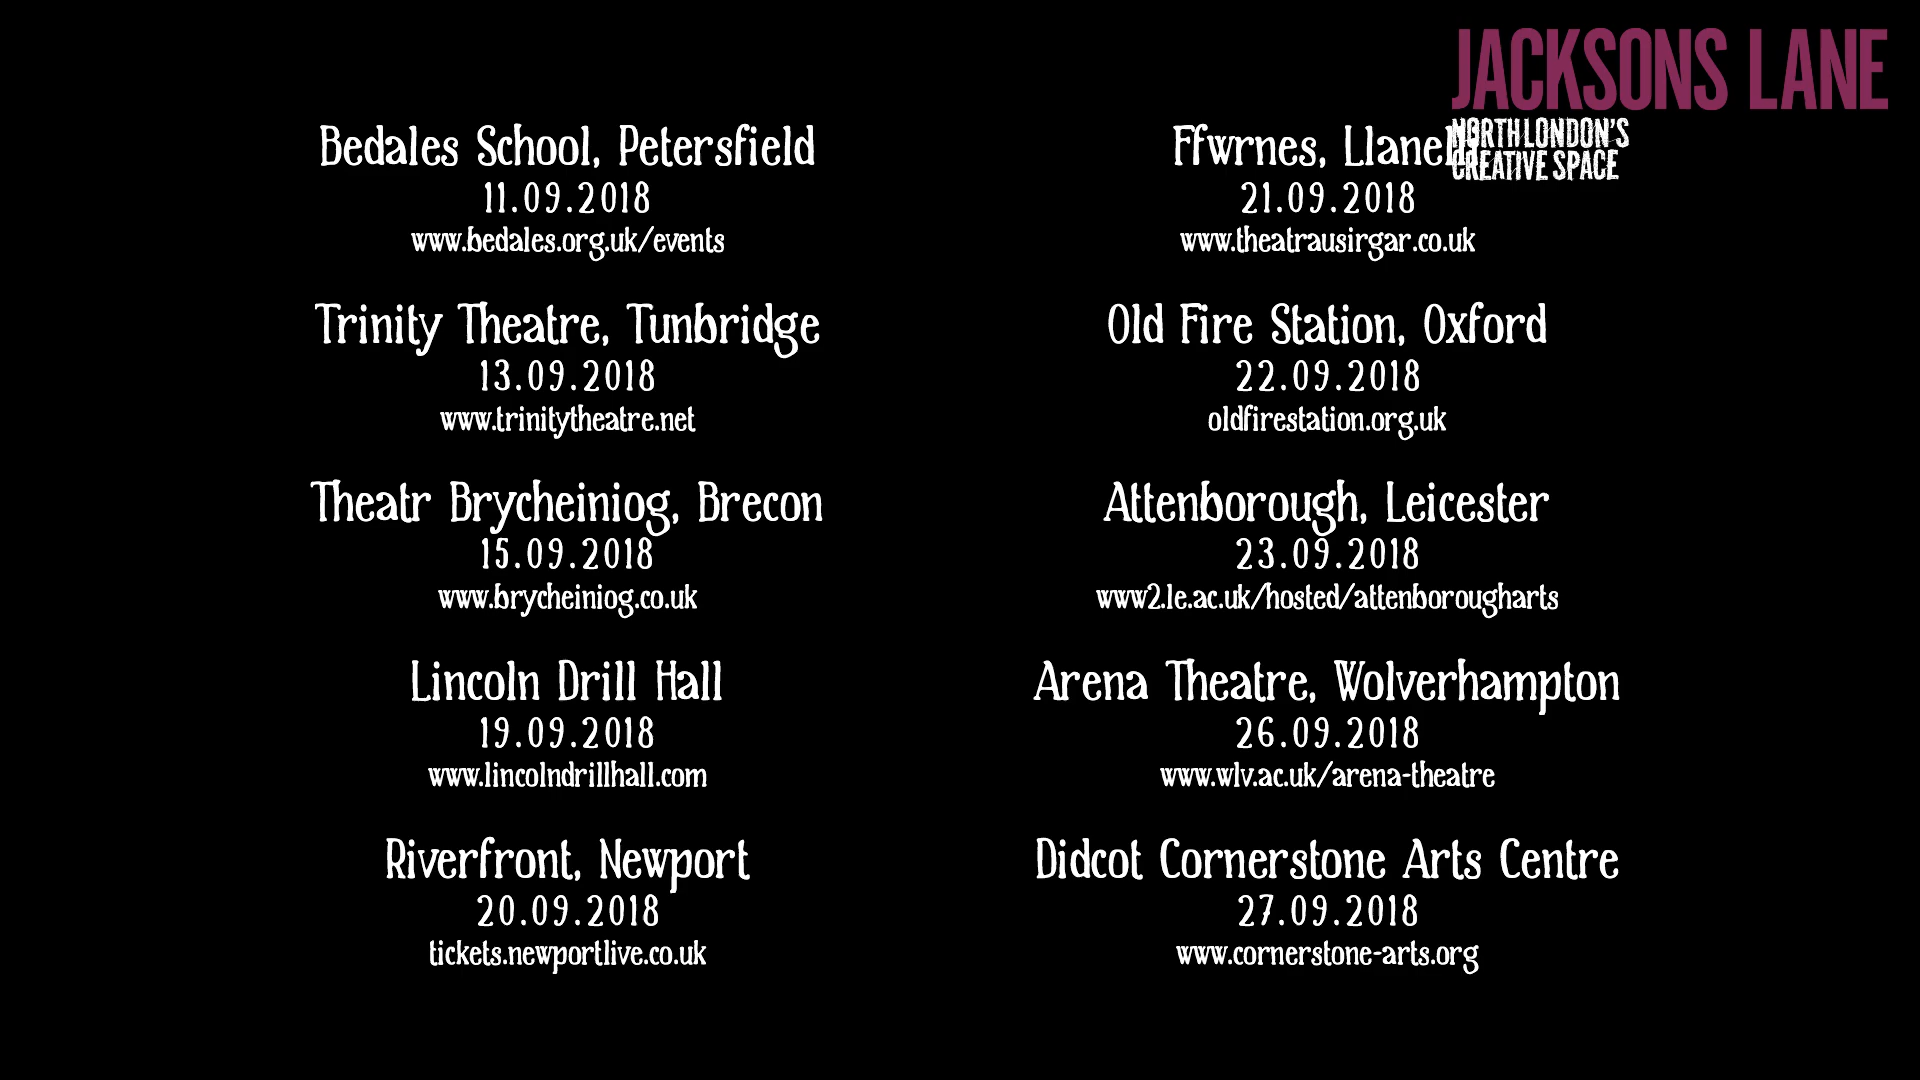 JACKSONS LANE
NORTH LONDON'S
CREATIVE SPACE
Bedales School, Petersfield
11.09.2018
www.bedales.org.uk/events
Trinity Theatre, Tunbridge
13.09.2018
www.trinitytheatre.net
Theatr Brycheiniog, Brecon
15.09.2018
www.brycheiniog.co.uk
Lincoln Drill Hall
19.09.2018
www.lincolndrillhall.com
Riverfront, Newport
20.09.2018
tickets.newportlive.co.uk
Ffwrnes, Llanelli
21.09.2018
www.theatrausirgar.co.uk
Old Fire Station, Oxford
22.09.2018
oldfirestation.org.uk
Attenborough, Leicester
23.09.2018
www2.le.ac.uk/hosted/attenborougharts
Arena Theatre, Wolverhampton
26.09.2018
www.wlv.ac.uk/arena-theatre
Didcot Cornerstone Arts Centre
27.09.2018
www.cornerstone-arts.org